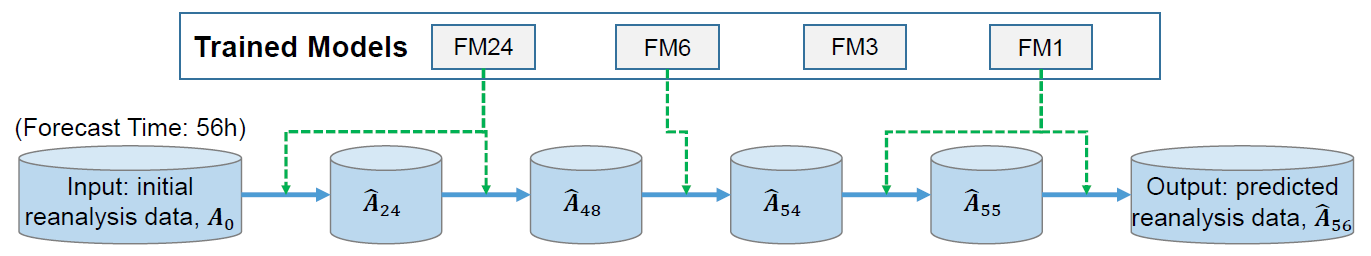 Trained Models FM24 FM6 FM3 FM1
(Forecast Time: 56h)
Input: initial
reanalysis data, A₀
Â₂₄
Â₄₈
Â₅₄
Â₅₅
Output: predicted
reanalysis data, Â₅₆